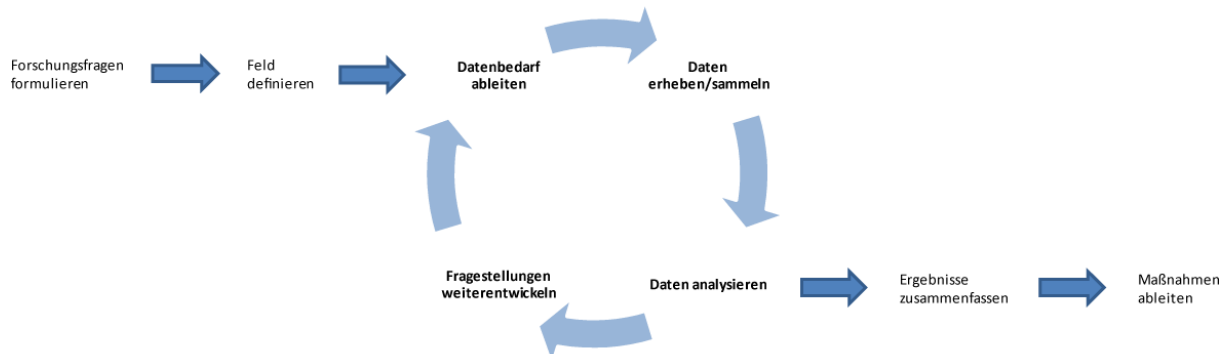 Forschungsfragen
formulieren
Feld
definieren
Datenbedarf
ableiten
Daten
erheben/sammeln
Fragestellungen
weiterentwickeln
Daten analysieren
Ergebnisse
zusammenfassen
Maßnahmen
ableiten